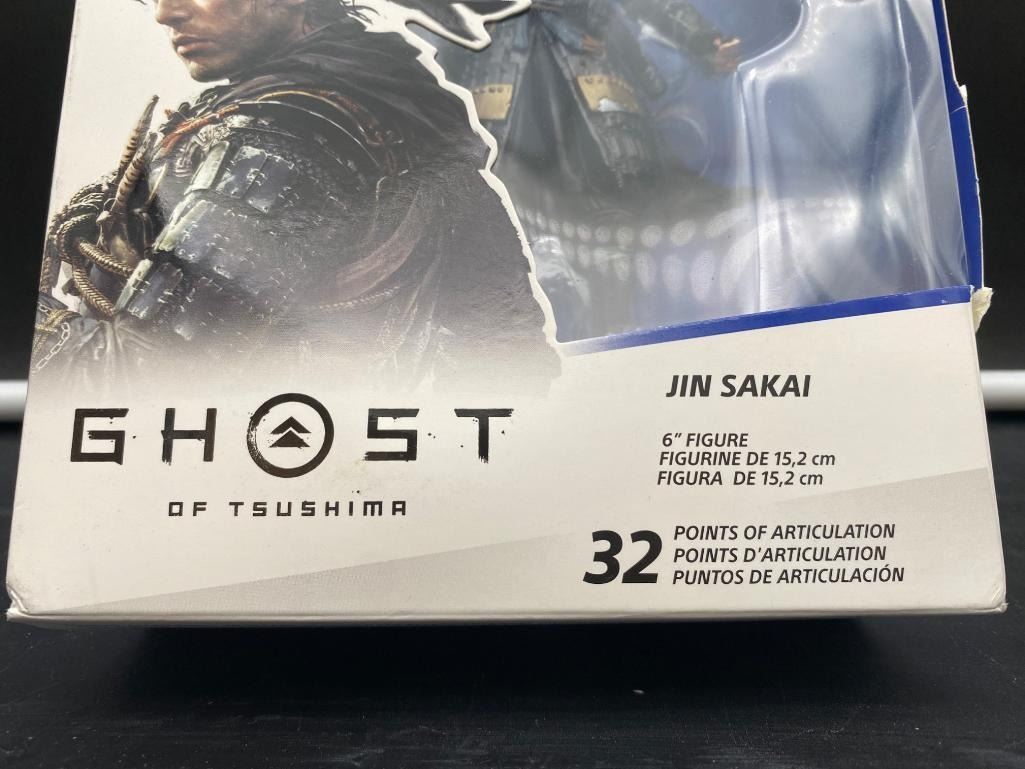 GHOST
OF TSUSHIMA
JIN SAKAI
6" FIGURE
FIGURINE DE 15,2 cm
FIGURA DE 15,2 cm
32 POINTS OF ARTICULATION
POINTS D'ARTICULATION
PUNTOS DE ARTICULACIÓN